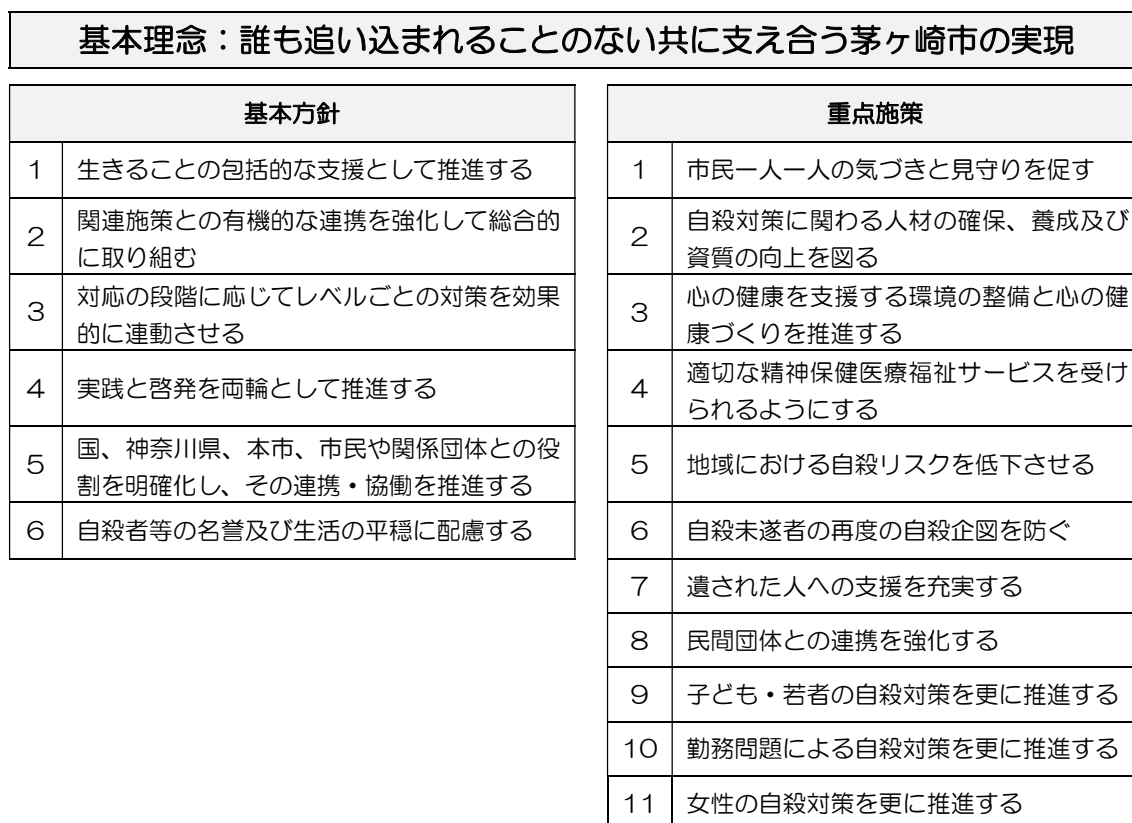 基本理念：誰も追い込まれることのない共に支え合う茅ヶ崎市の実現
基本方針
1 生きることの包括的な支援として推進する
2 関連施策との有機的な連携を強化して総合的
に取り組む
3 対応の段階に応じてレベルごとの対策を効果
的に連動させる
4 実践と啓発を両輪として推進する
5 国、神奈川県、本市、市民や関係団体との役
割を明確化し、その連携・協働を推進する
6 自殺者等の名誉及び生活の平穏に配慮する
重点施策
1 市民一人一人の気づきと見守りを促す
2 自殺対策に関わる人材の確保、養成及び
資質の向上を図る
3 心の健康を支援する環境の整備と心の健
康づくりを推進する
4 適切な精神保健医療福祉サービスを受け
られるようにする
5 地域における自殺リスクを低下させる
6 自殺未遂者の再度の自殺企図を防ぐ
7 遺された人への支援を充実する
8 民間団体との連携を強化する
9 子ども・若者の自殺対策を更に推進する
10 勤務問題による自殺対策を更に推進する
11 女性の自殺対策を更に推進する